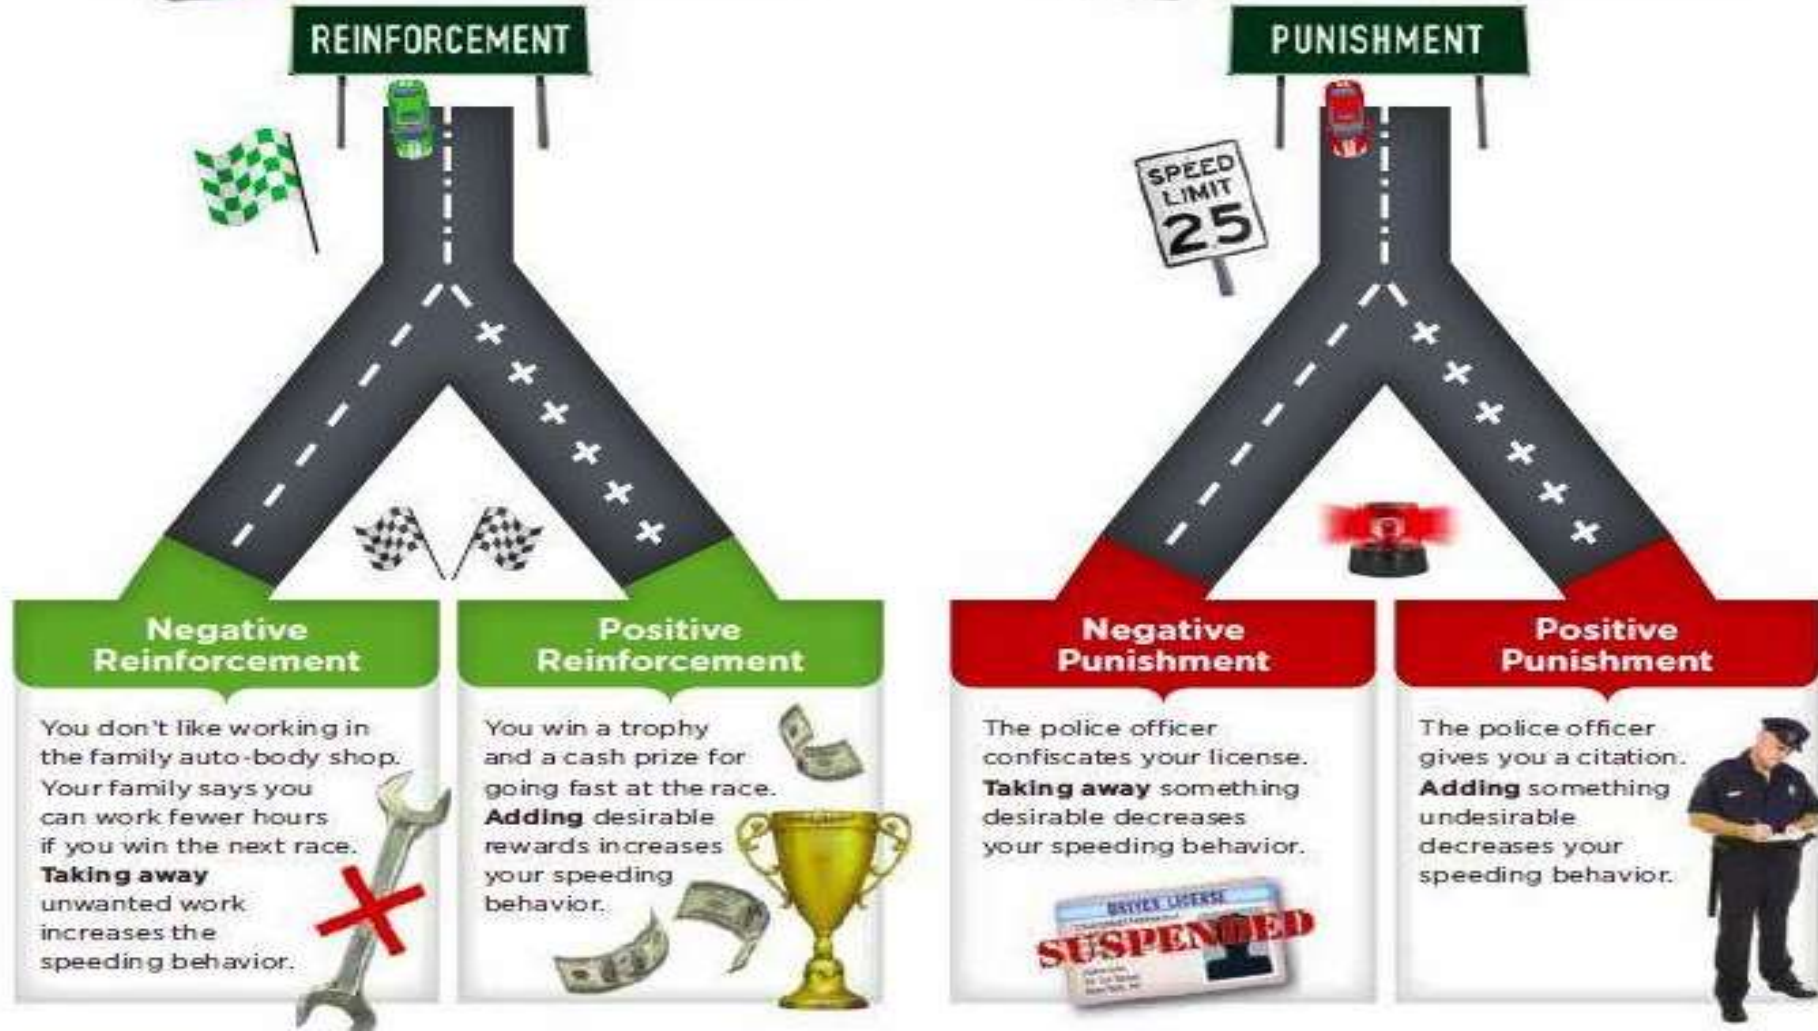 REINFORCEMENT
PUNISHMENT
SPEED
LIMIT
25
Negative
Reinforcement
You don't like working in
the family auto-body shop.
Your family says you
can work fewer hours
if you win the next race.
Taking away
unwanted work
increases the
speeding behavior.
Positive
Reinforcement
You win a trophy
and a cash prize for
going fast at the race.
Adding desirable
rewards increases
your speeding
behavior.
Negative
Punishment
The police officer
confiscates your license.
Taking away something
desirable decreases
your speeding behavior.
SUSPENDED
Positive
Punishment
The police officer
gives you a citation.
Adding something
undesirable
decreases your
speeding behavior.